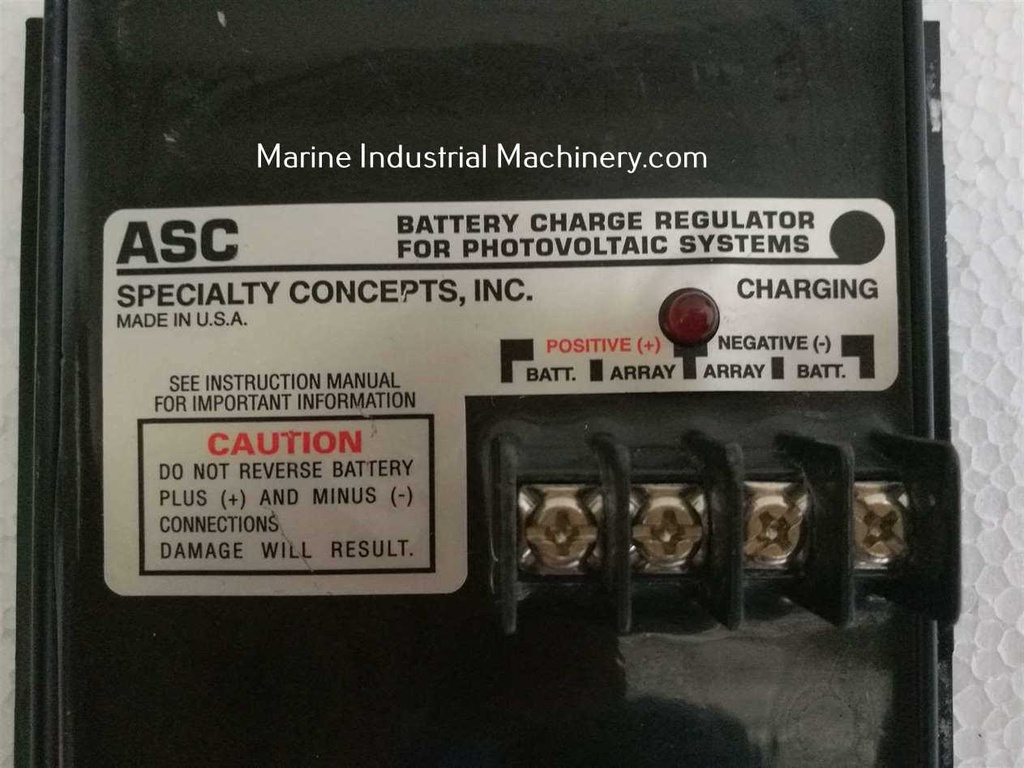 Marine Industrial Machinery.com
ASC
BATTERY CHARGE REGULATOR
FOR PHOTOVOLTAIC SYSTEMS
SPECIALTY CONCEPTS, INC.
MADE IN U.S.A.
CHARGING
POSITIVE (+) NEGATIVE (-)
BATT. ARRAY ARRAY BATT.
SEE INSTRUCTION MANUAL
FOR IMPORTANT INFORMATION
CAUTION
DO NOT REVERSE BATTERY
PLUS (+) AND MINUS (-)
CONNECTIONS
DAMAGE WILL RESULT.